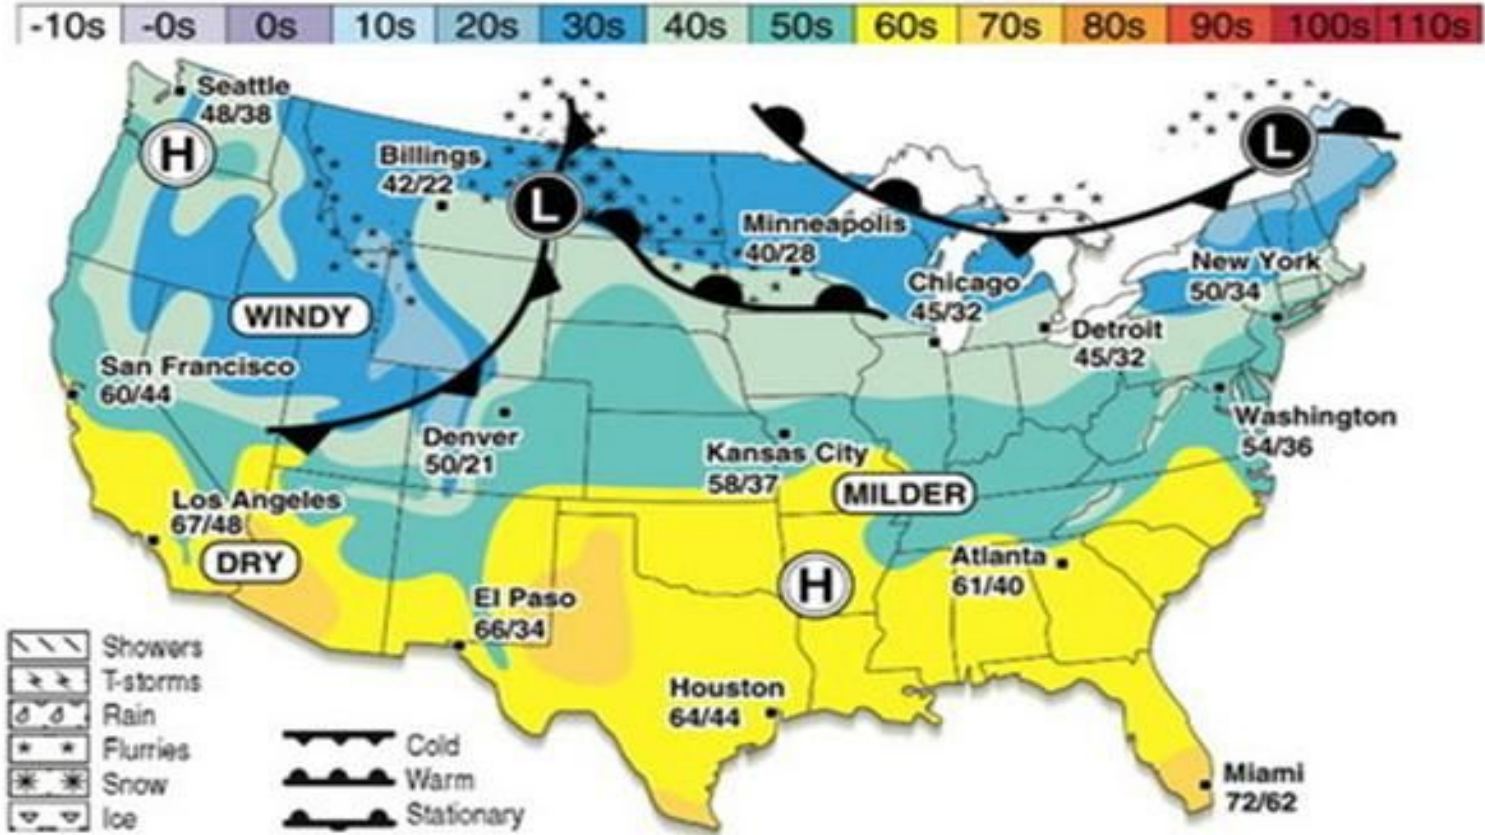 -10s -0s 0s 10s 20s 30s 40s 50s 60s 70s 80s 90s 100s 110s
Seattle
48/38
H
Billings
42/22
L
L
Minneapolis
40/28
New York
50/34
Chicago
45/32
WINDY
Detroit
45/32
San Francisco
60/44
Washington
54/36
Denver
50/21
Kansas City
58/37
MILDER
Los Angeles
67/48
DRY
Atlanta
61/40
H
El Paso
66/34
Houston
64/44
Miami
72/62
Showers
T-storms
Rain
Flurries
Snow
Ice
Cold
Warm
Stationary